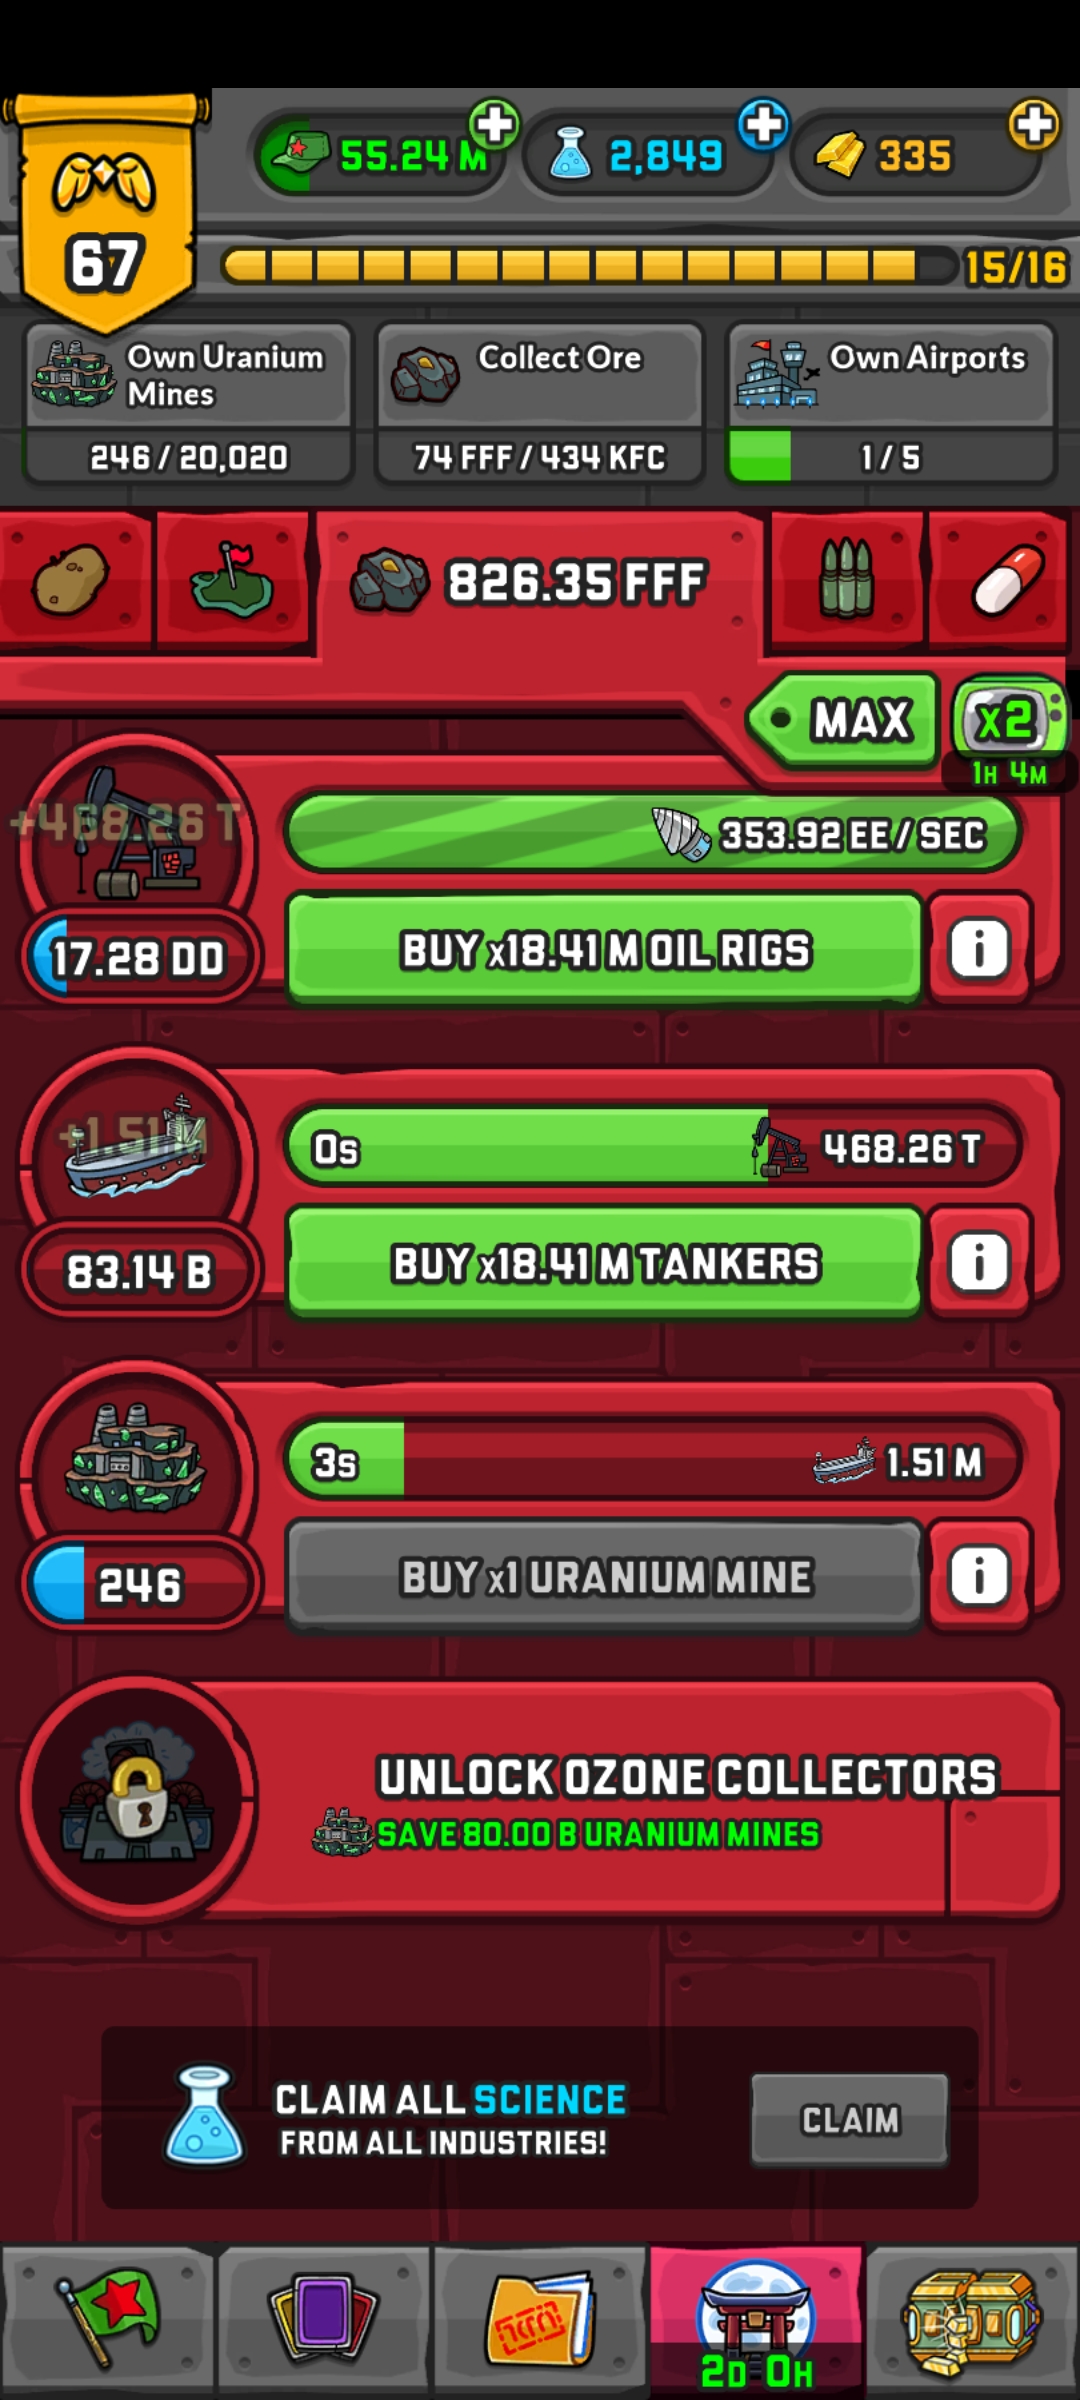 67
55.24 M
2,849
335
15/16
Own Uranium
Mines
246 / 20,020
Collect Ore
74 FFF / 434 KFC
Own Airports
1 / 5
826.35 FFF
MAX
x2
1H 4M
+468.26 T
353.92 EE / SEC
17.28 DD
BUY x18.41 M OIL RIGS
i
+1.51 M
0s
468.26 T
83.14 B
BUY x18.41 M TANKERS
i
3s
1.51 M
246
BUY x1 URANIUM MINE
i
UNLOCK OZONE COLLECTORS
SAVE 80.00 B URANIUM MINES
CLAIM ALL SCIENCE
FROM ALL INDUSTRIES!
CLAIM
2D 0H